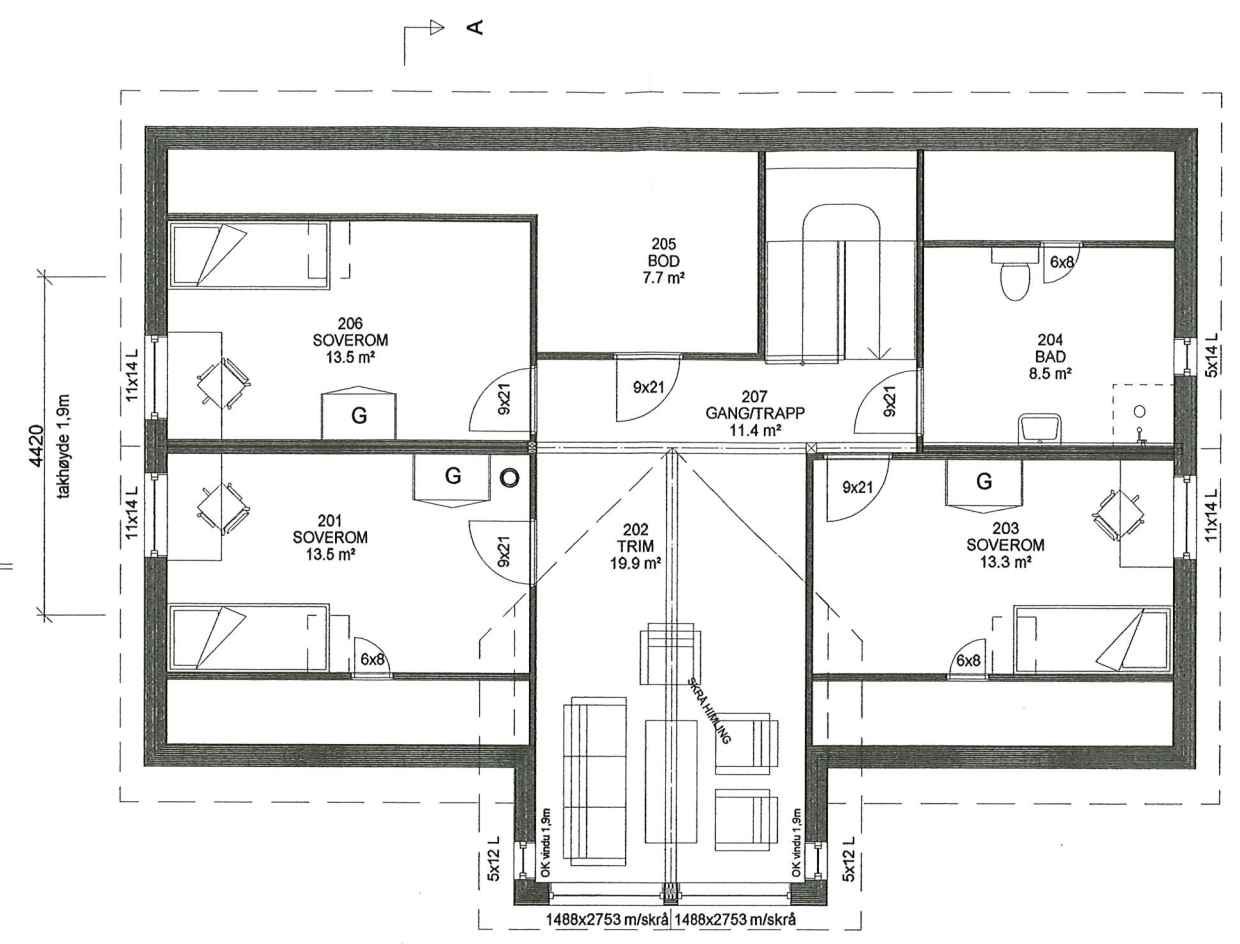 A
205
BOD
7.7 m²
206
SOVEROM
13.5 m²
6x8
204
BAD
8.5 m²
11x14 L
5x14 L
9x21
9x21
9x21
207
GANG/TRAPP
11.4 m²
G
4420
takhøyde 1,9m
11x14 L
G
201
SOVEROM
13.5 m²
9x21
202
TRIM
19.9 m²
9x21
G
203
SOVEROM
13.3 m²
11x14 L
6x8
6x8
SKRÅ HIMLING
OK vindu 1,9m
OK vindu 1,9m
5x12 L
5x12 L
1488x2753 m/skrå
1488x2753 m/skrå